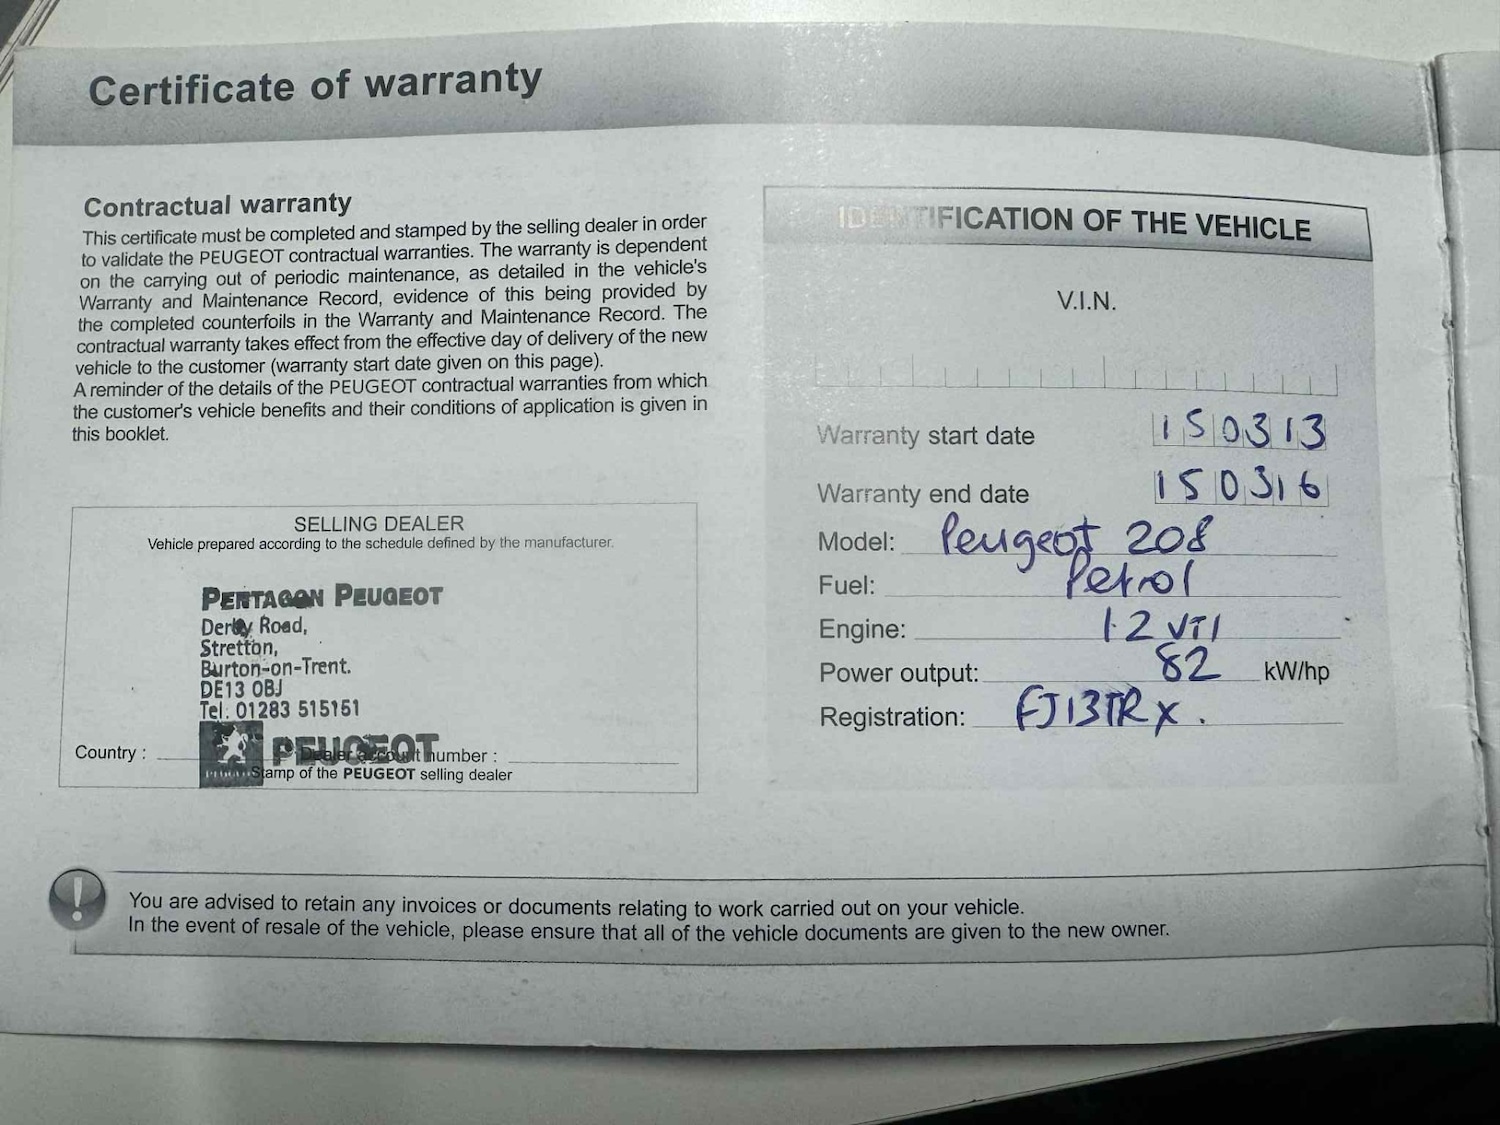 Certificate of warranty
Contractual warranty
This certificate must be completed and stamped by the selling dealer in order
to validate the PEUGEOT contractual warranties. The warranty is dependent
on the carrying out of periodic maintenance, as detailed in the vehicle's
Warranty and Maintenance Record, evidence of this being provided by
the completed counterfoils in the Warranty and Maintenance Record. The
contractual warranty takes effect from the effective day of delivery of the new
vehicle to the customer (warranty start date given on this page).
A reminder of the details of the PEUGEOT contractual warranties from which
the customer's vehicle benefits and their conditions of application is given in
this booklet.
SELLING DEALER
Vehicle prepared according to the schedule defined by the manufacturer.
PENTAGON PEUGEOT
Derby Road,
Stretton,
Burton-on-Trent.
DE13 0BJ
Tel: 01283 515151
PEUGEOT
Country : Dealer account number :
Stamp of the PEUGEOT selling dealer
IDENTIFICATION OF THE VEHICLE
V.I.N.
Warranty start date 150313
Warranty end date 150316
Model: Peugeot 208
Fuel: Petrol
Engine: 1.2 VTI
Power output: 82 kW/hp
Registration: FJ13TRX.
You are advised to retain any invoices or documents relating to work carried out on your vehicle.
In the event of resale of the vehicle, please ensure that all of the vehicle documents are given to the new owner.